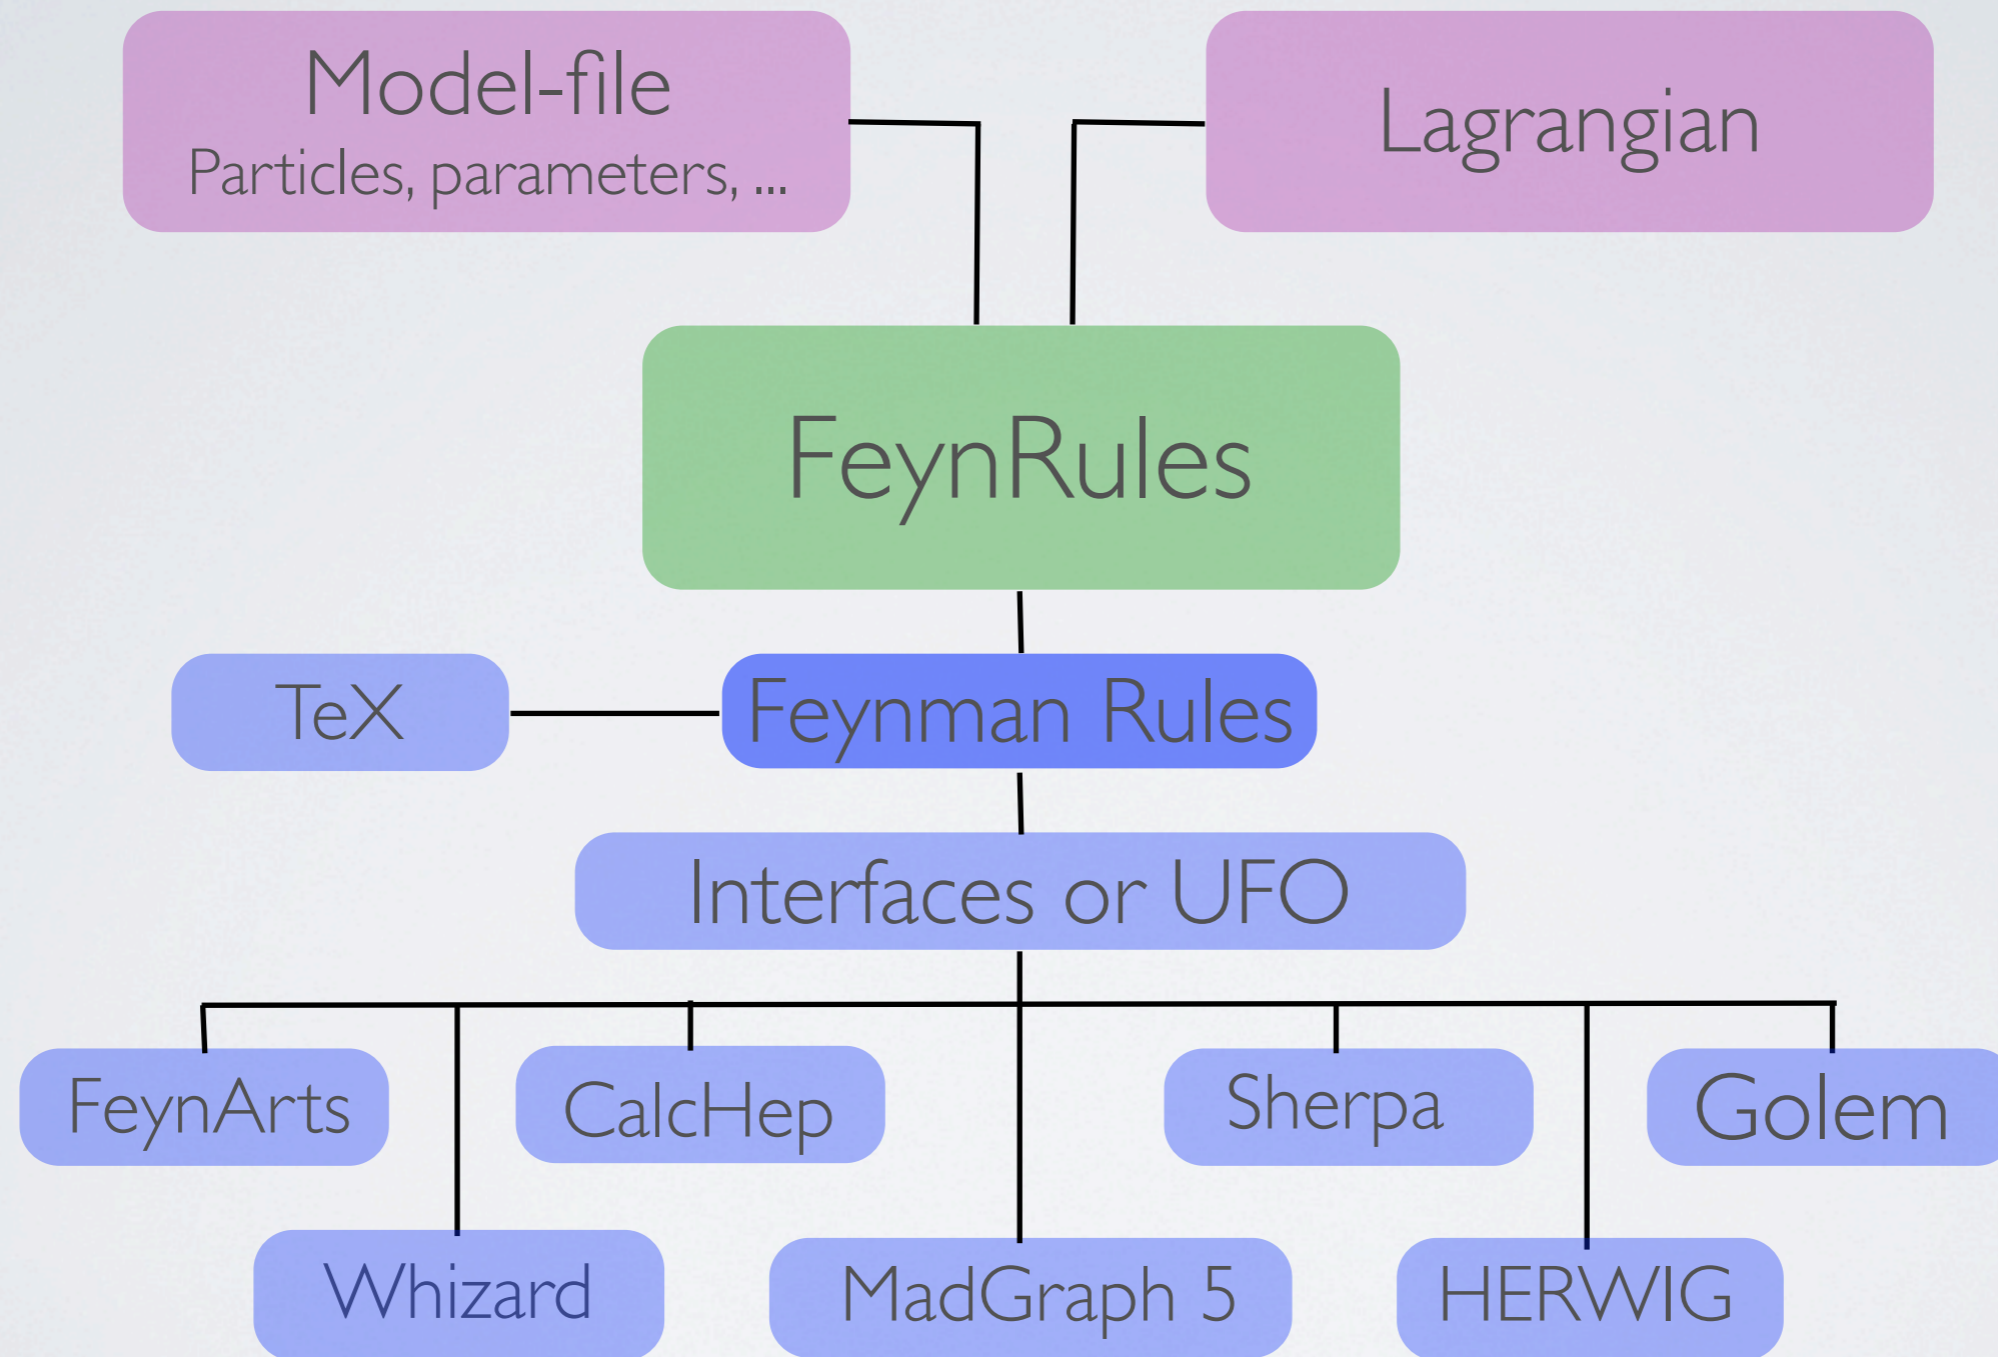 Model-file
Particles, parameters, ...
Lagrangian
FeynRules
TeX
Feynman Rules
Interfaces or UFO
FeynArts
CalcHep
Sherpa
Golem
Whizard
MadGraph 5
HERWIG